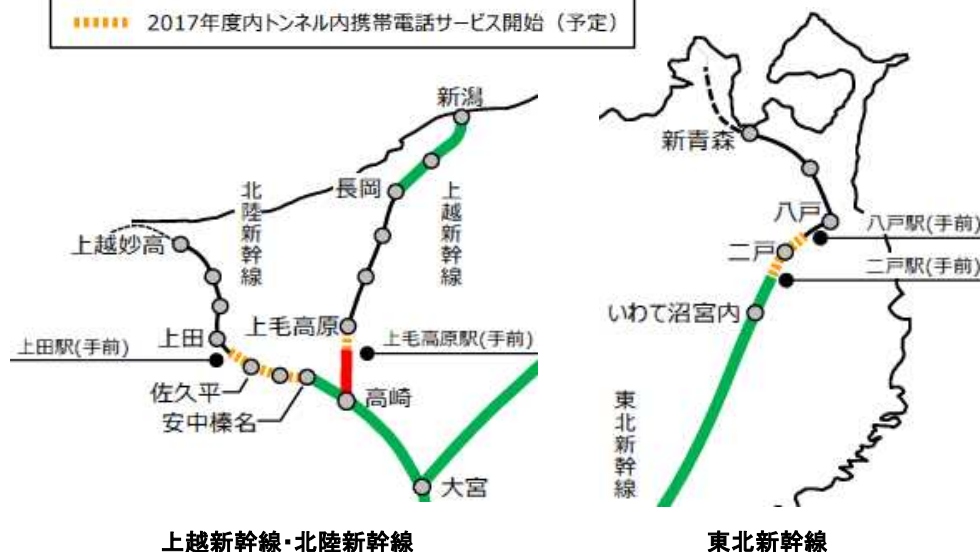 2017年度内トンネル内携帯電話サービス開始（予定）
新潟
長岡
北陸新幹線
上越新幹線
上越妙高
上田
上毛高原
上田駅(手前)
上毛高原駅(手前)
佐久平
安中榛名
高崎
大宮
上越新幹線･北陸新幹線
新青森
八戸
八戸駅(手前)
二戸
二戸駅(手前)
いわて沼宮内
東北新幹線
東北新幹線